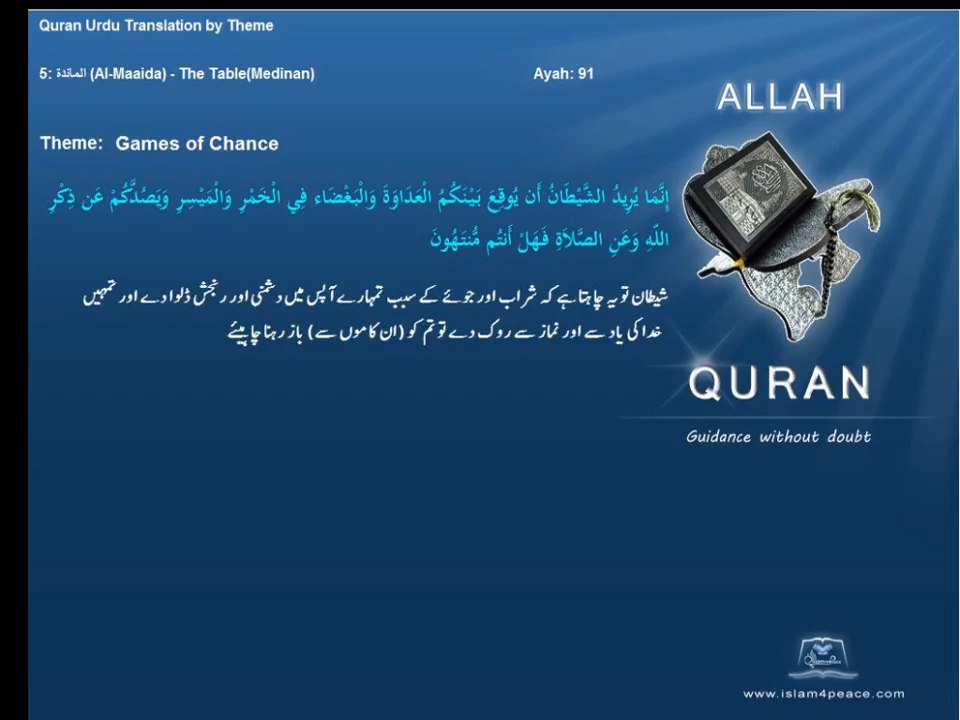 Quran Urdu Translation by Theme
5: المائدة (Al-Maaida) - The Table(Medinan) Ayah: 91
ALLAH
Theme: Games of Chance
إِنَّمَا يُرِيدُ الشَّيْطَانُ أَن يُوقِعَ بَيْنَكُمُ الْعَدَاوَةَ وَالْبَغْضَاء فِي الْخَمْرِ وَالْمَيْسِرِ وَيَصُدَّكُمْ عَن ذِكْرِ
اللّهِ وَعَنِ الصَّلاَةِ فَهَلْ أَنتُم مُّنتَهُونَ
شیطان تو یہ چاہتا ہے کہ شراب اور جوئے کے سبب تمہارے آپس میں دشمنی اور رنجش ڈلوا دے اور تمہیں
خدا کی یاد سے اور نماز سے روک دے تو تم کو (ان کاموں سے) باز رہنا چاہیئے
QURAN
Guidance without doubt
www.islam4peace.com